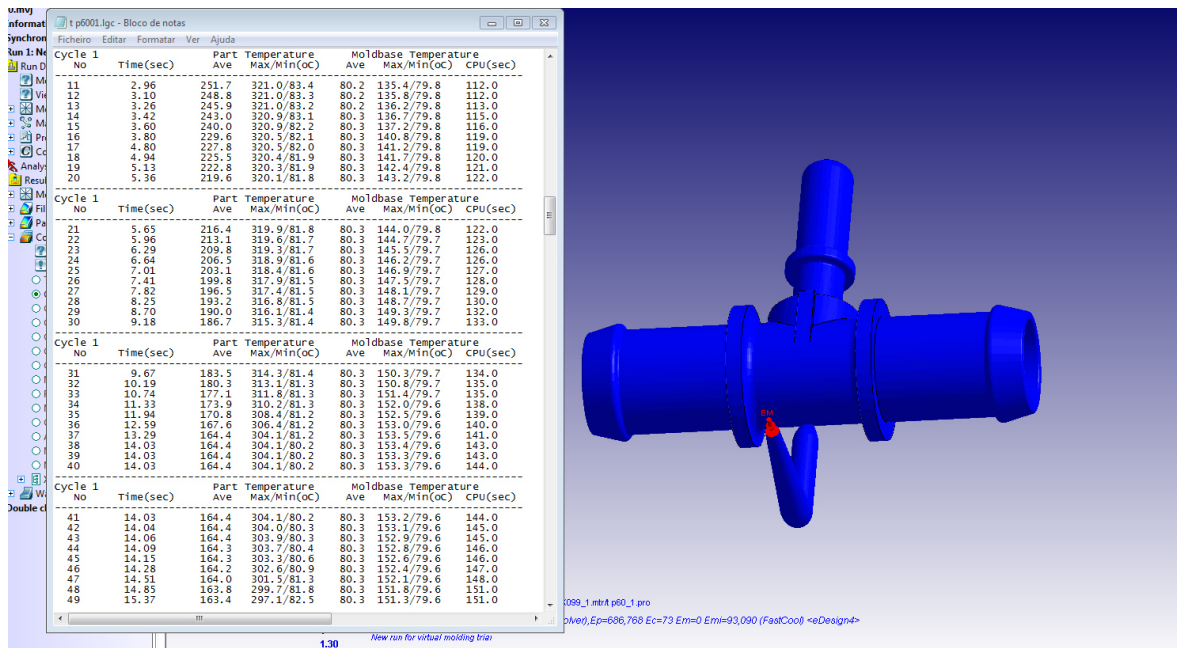 o.mvj
nformat
Synchron
Run 1: Ne
Run D
Vie
Analys
Resul
Double cl
t p6001.lgc - Bloco de notas
Ficheiro Editar Formatar Ver Ajuda
Cycle 1 Part Temperature Moldbase Temperature
No Time(sec) Ave Max/Min(oC) Ave Max/Min(oC) CPU(sec)
11 2.96 251.7 321.0/83.4 80.2 135.4/79.8 112.0
12 3.10 248.8 321.0/83.3 80.2 135.8/79.8 112.0
13 3.26 245.9 321.0/83.2 80.3 136.2/79.8 113.0
14 3.42 243.0 320.9/83.1 80.3 136.7/79.8 115.0
15 3.60 240.0 320.9/82.2 80.3 137.2/79.8 116.0
16 3.80 229.6 320.5/82.1 80.3 140.8/79.8 119.0
17 4.80 227.8 320.5/82.0 80.3 141.2/79.8 119.0
18 4.94 225.5 320.4/81.9 80.3 141.7/79.8 120.0
19 5.13 222.8 320.3/81.9 80.3 142.4/79.8 121.0
20 5.36 219.6 320.1/81.8 80.3 143.2/79.8 122.0
Cycle 1 Part Temperature Moldbase Temperature
No Time(sec) Ave Max/Min(oC) Ave Max/Min(oC) CPU(sec)
21 5.65 216.4 319.9/81.8 80.3 144.0/79.8 122.0
22 5.96 213.1 319.6/81.7 80.3 144.7/79.7 123.0
23 6.29 209.8 319.3/81.7 80.3 145.5/79.7 126.0
24 6.64 206.5 318.9/81.6 80.3 146.2/79.7 126.0
25 7.01 203.1 318.4/81.6 80.3 146.9/79.7 127.0
26 7.41 199.8 317.9/81.5 80.3 147.5/79.7 128.0
27 7.82 196.5 317.4/81.5 80.3 148.1/79.7 129.0
28 8.25 193.2 316.8/81.5 80.3 148.7/79.7 130.0
29 8.70 190.0 316.1/81.4 80.3 149.3/79.7 132.0
30 9.18 186.7 315.3/81.4 80.3 149.8/79.7 133.0
Cycle 1 Part Temperature Moldbase Temperature
No Time(sec) Ave Max/Min(oC) Ave Max/Min(oC) CPU(sec)
31 9.67 183.5 314.3/81.4 80.3 150.3/79.7 134.0
32 10.19 180.3 313.1/81.3 80.3 150.8/79.7 135.0
33 10.74 177.1 311.8/81.3 80.3 151.4/79.7 135.0
34 11.33 173.9 310.2/81.3 80.3 152.0/79.6 138.0
35 11.94 170.8 308.4/81.2 80.3 152.5/79.6 139.0
36 12.59 167.6 306.4/81.2 80.3 153.0/79.6 140.0
37 13.29 164.4 304.1/81.2 80.3 153.5/79.6 141.0
38 14.03 164.4 304.1/80.2 80.3 153.4/79.6 143.0
39 14.03 164.4 304.1/80.2 80.3 153.3/79.6 143.0
40 14.03 164.4 304.1/80.2 80.3 153.3/79.6 144.0
Cycle 1 Part Temperature Moldbase Temperature
No Time(sec) Ave Max/Min(oC) Ave Max/Min(oC) CPU(sec)
41 14.03 164.4 304.1/80.2 80.3 153.2/79.6 144.0
42 14.04 164.4 304.0/80.3 80.3 153.1/79.6 145.0
43 14.06 164.4 303.9/80.3 80.3 152.9/79.6 145.0
44 14.09 164.3 303.7/80.4 80.3 152.8/79.6 146.0
45 14.15 164.3 303.3/80.6 80.3 152.6/79.6 146.0
46 14.28 164.2 302.6/80.9 80.3 152.4/79.6 147.0
47 14.51 164.0 301.5/81.3 80.3 152.1/79.6 148.0
48 14.85 163.8 299.7/81.8 80.3 151.8/79.6 151.0
49 15.37 163.4 297.1/82.5 80.3 151.3/79.6 151.0
EM
K099_1.mtr/t p60_1.pro
olver),Ep=686,768 Ec=73 Em=0 Emi=93,090 (FastCool) <eDesign4>
1.30 New run for virtual molding trial